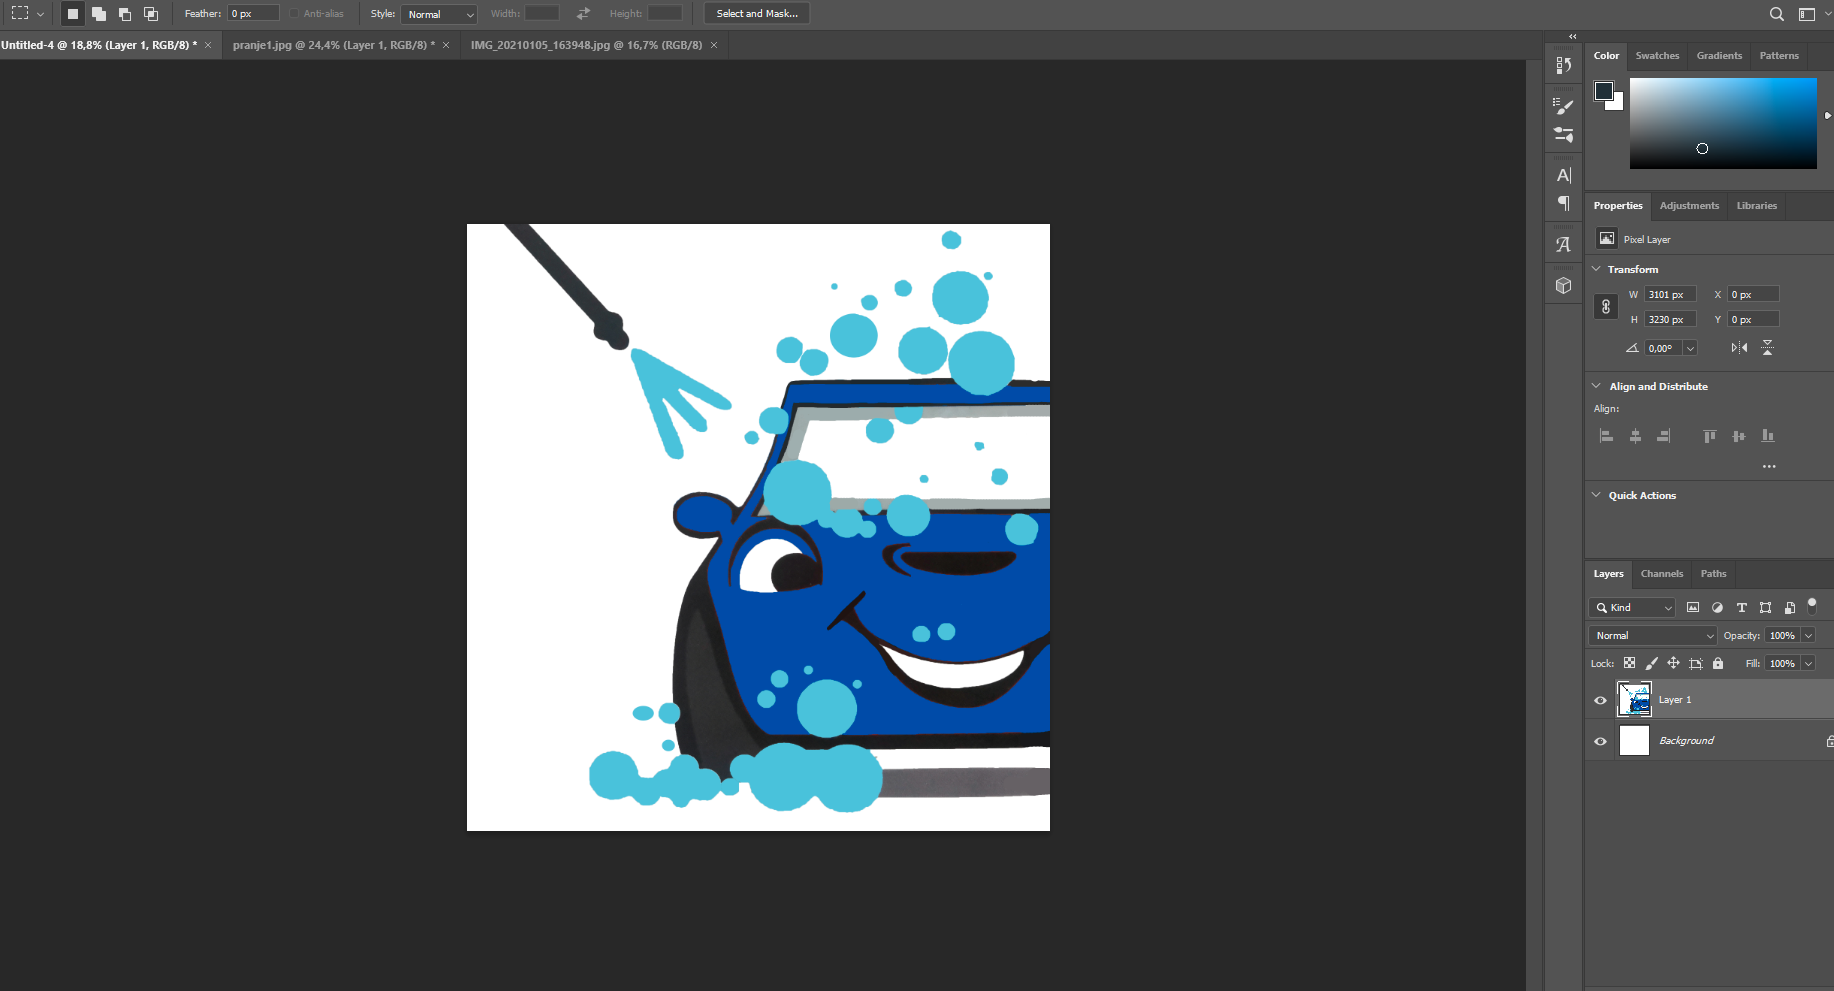 Feather: 0 px Anti-alias Style: Normal Width: Height: Select and Mask...
Untitled-4 @ 18,8% (Layer 1, RGB/8) * × pranje1.jpg @ 24,4% (Layer 1, RGB/8) * × IMG_20210105_163948.jpg @ 16,7% (RGB/8) ×
Color Swatches Gradients Patterns
Properties Adjustments Libraries
Pixel Layer
Transform
W 3101 px X 0 px
H 3230 px Y 0 px
0,00°
Align and Distribute
Align:
Quick Actions
Layers Channels Paths
Kind
Normal Opacity: 100%
Lock: Fill: 100%
Layer 1
Background